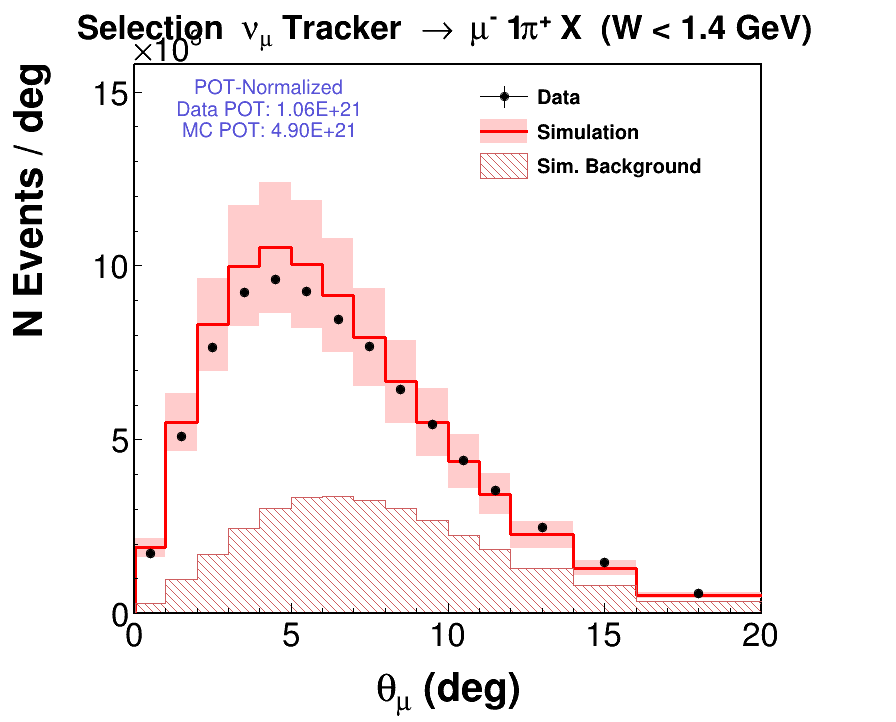 Selection ν_μ Tracker → μ⁻ 1π⁺ X (W < 1.4 GeV)
×10³
N Events / deg
15
10
5
0
POT-Normalized
Data POT: 1.06E+21
MC POT: 4.90E+21
Data
Simulation
Sim. Background
0 5 10 15 20
θ_μ (deg)